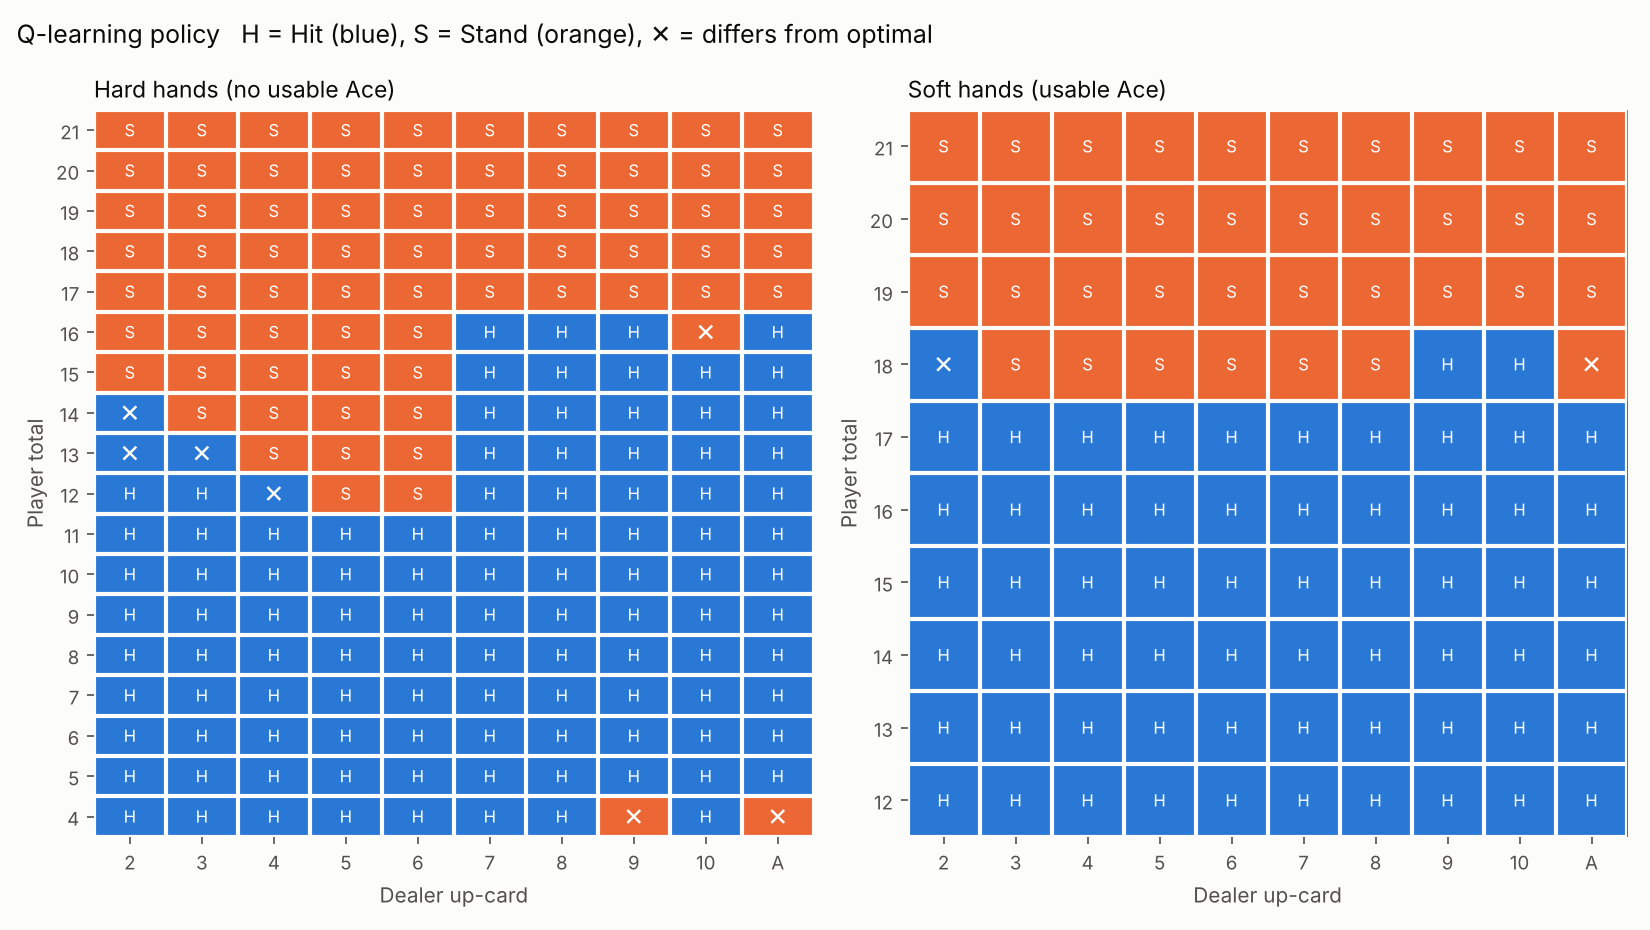 Q-learning policy   H = Hit (blue), S = Stand (orange), × = differs from optimal
Hard hands (no usable Ace)
Player total
21 S S S S S S S S S S
20 S S S S S S S S S S
19 S S S S S S S S S S
18 S S S S S S S S S S
17 S S S S S S S S S S
16 S S S S S H H H × H
15 S S S S S H H H H H
14 × S S S S H H H H H
13 × × S S S H H H H H
12 H H × S S H H H H H
11 H H H H H H H H H H
10 H H H H H H H H H H
9 H H H H H H H H H H
8 H H H H H H H H H H
7 H H H H H H H H H H
6 H H H H H H H H H H
5 H H H H H H H H H H
4 H H H H H H H × H ×
2 3 4 5 6 7 8 9 10 A
Dealer up-card
Soft hands (usable Ace)
Player total
21 S S S S S S S S S S
20 S S S S S S S S S S
19 S S S S S S S S S S
18 × S S S S S S H H ×
17 H H H H H H H H H H
16 H H H H H H H H H H
15 H H H H H H H H H H
14 H H H H H H H H H H
13 H H H H H H H H H H
12 H H H H H H H H H H
2 3 4 5 6 7 8 9 10 A
Dealer up-card